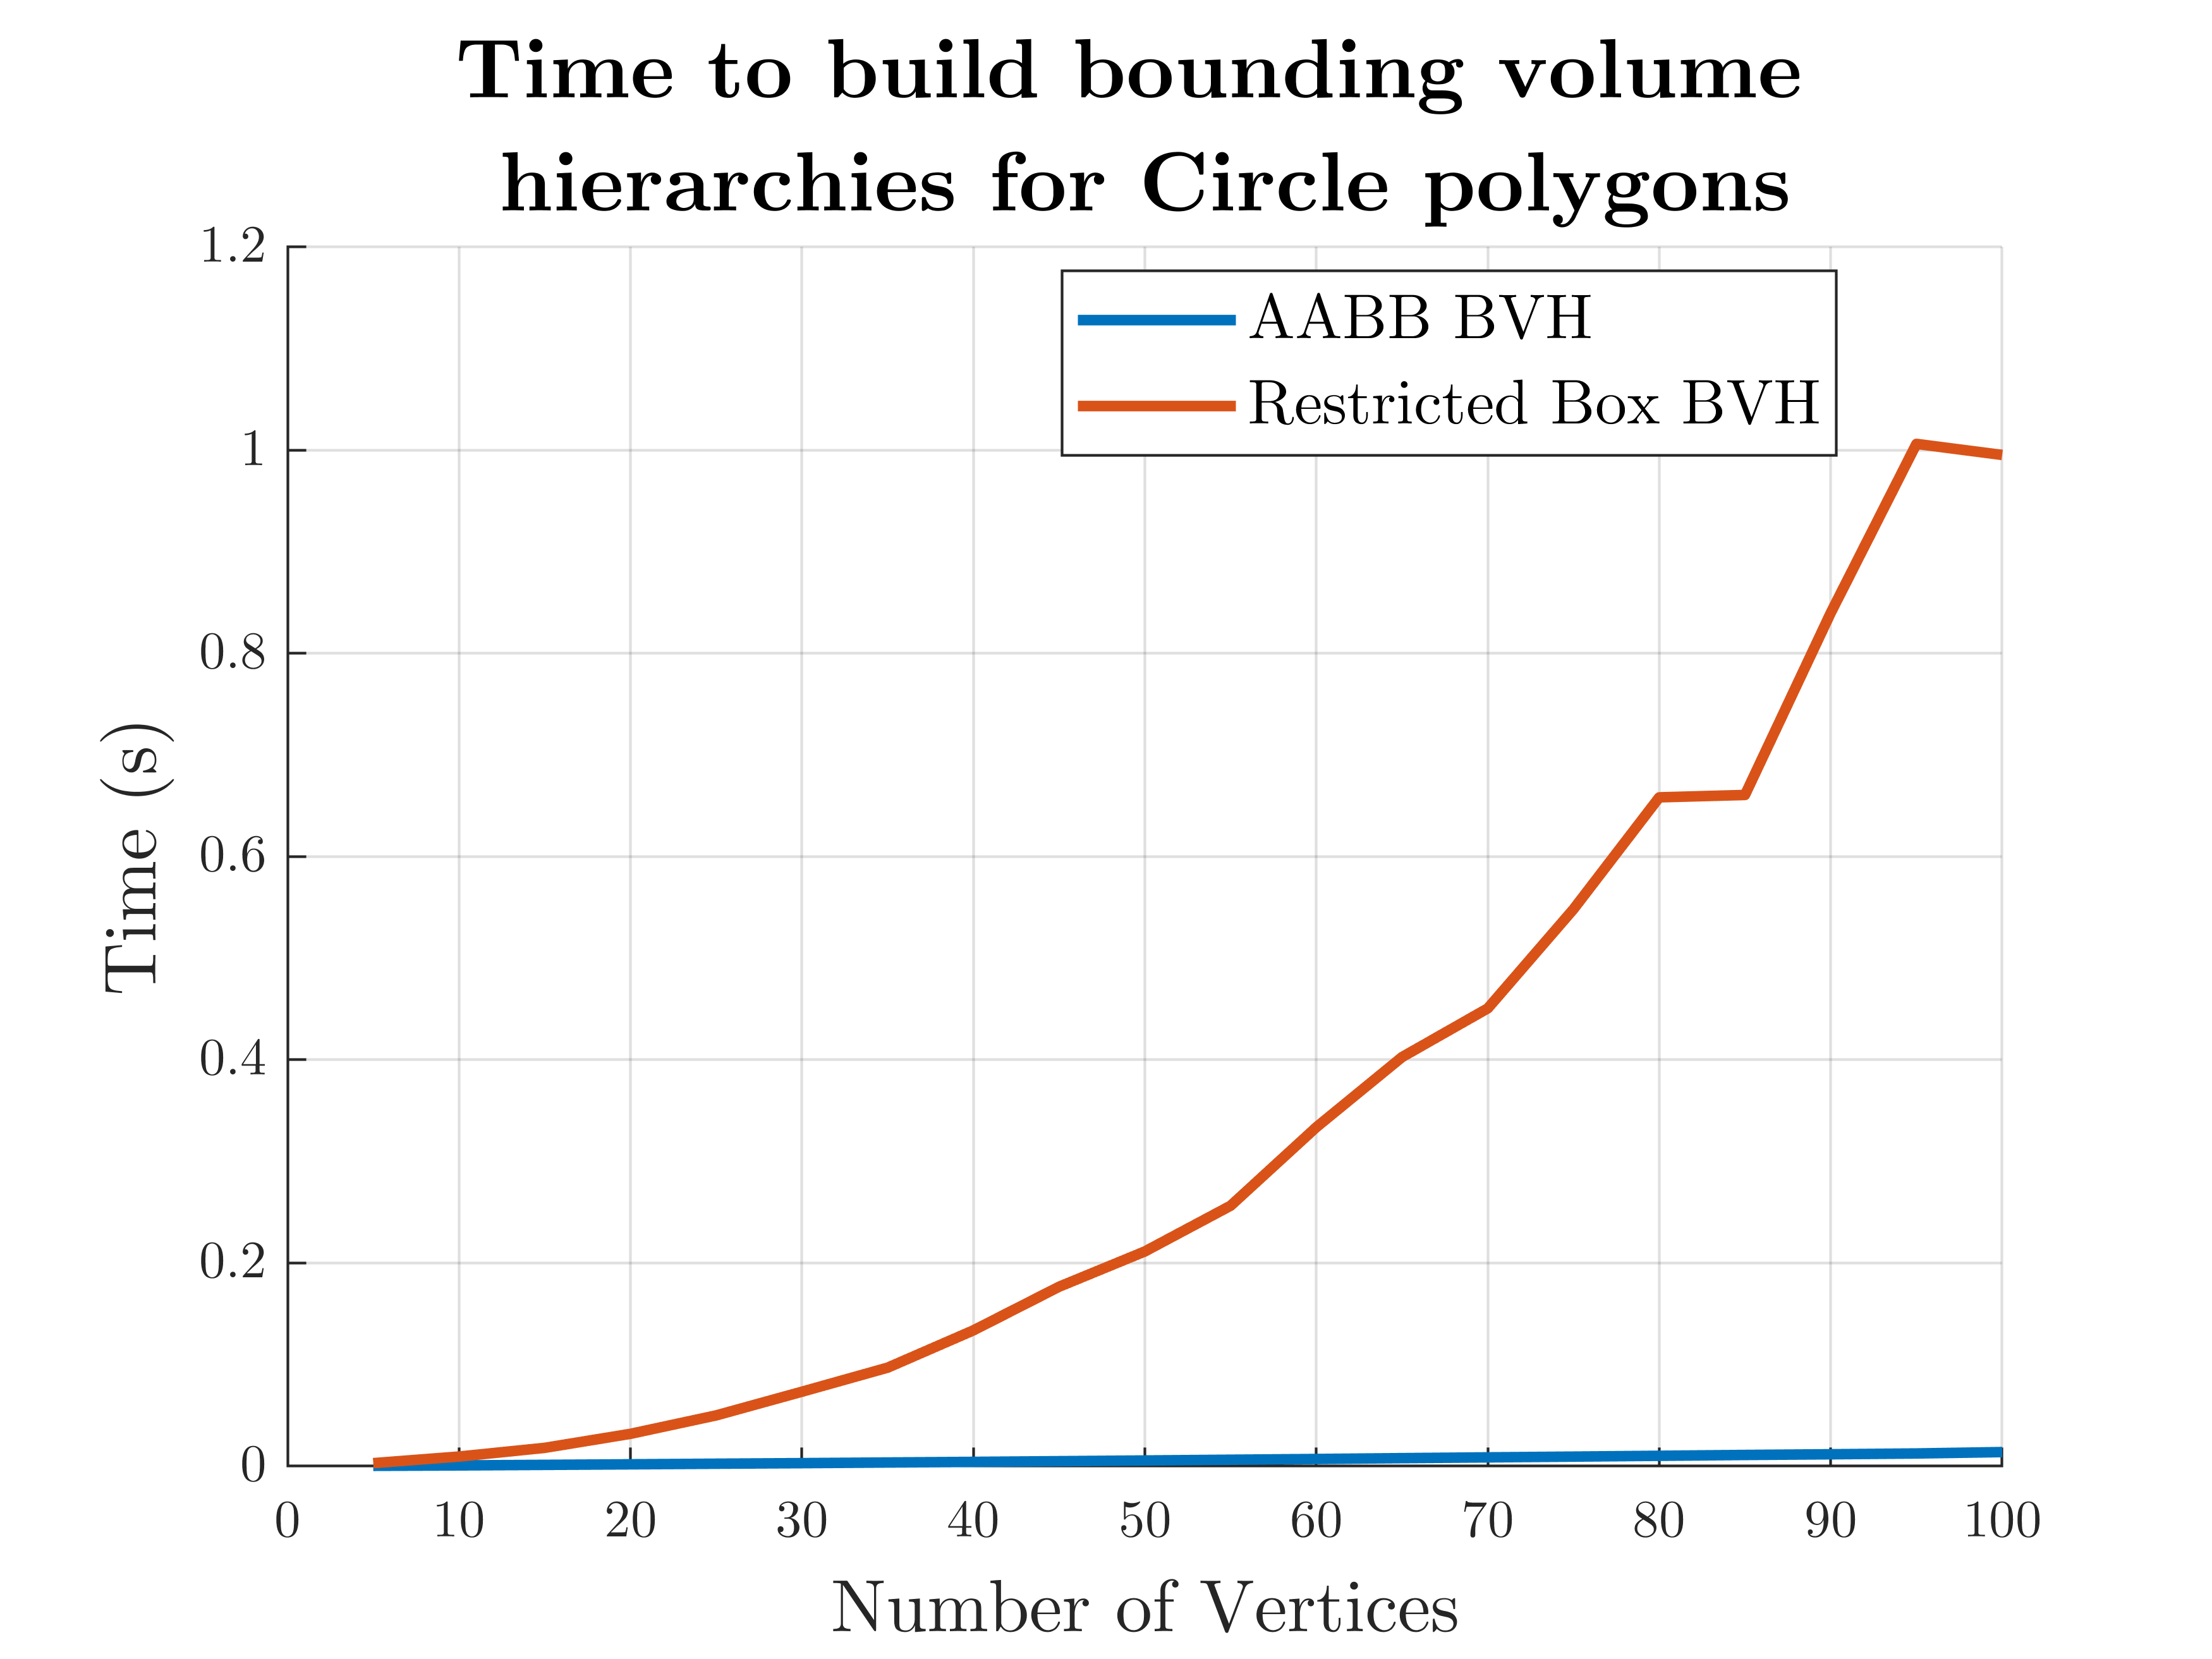 Time to build bounding volume
hierarchies for Circle polygons
1.2
1
0.8
0.6
0.4
0.2
0
Time (s)
AABB BVH
Restricted Box BVH
0 10 20 30 40 50 60 70 80 90 100
Number of Vertices